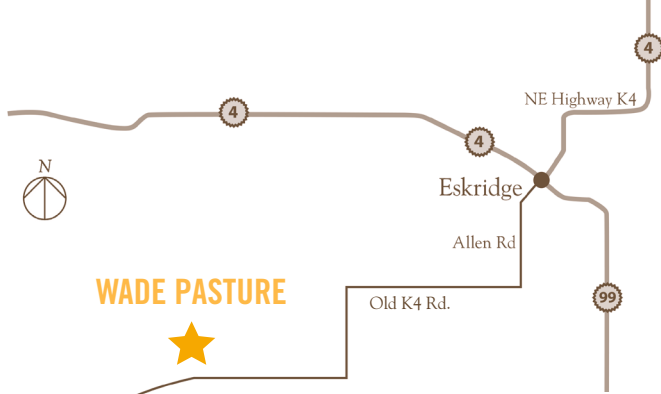 4
NE Highway K4
4
4
N
Eskridge
Allen Rd
WADE PASTURE
Old K4 Rd.
99